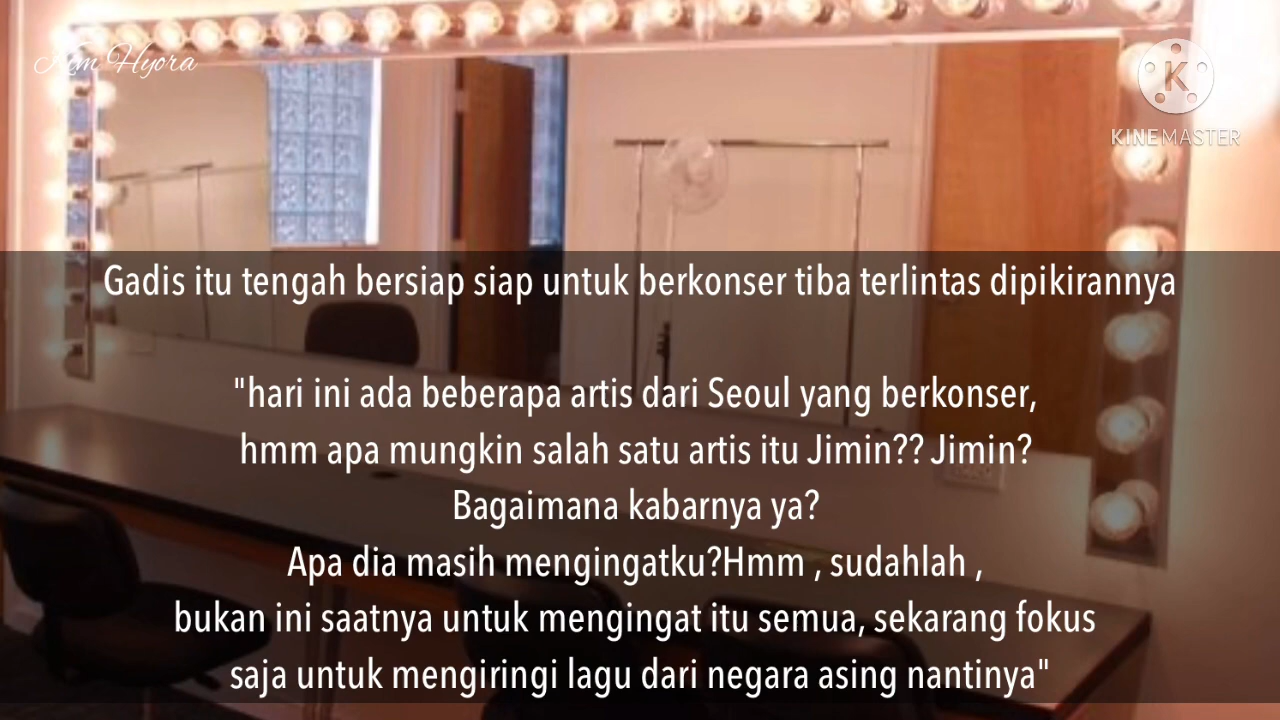 Kim Hyora
K
KINEMASTER
Gadis itu tengah bersiap siap untuk berkonser tiba terlintas dipikirannya
"hari ini ada beberapa artis dari Seoul yang berkonser,
hmm apa mungkin salah satu artis itu Jimin?? Jimin?
Bagaimana kabarnya ya?
Apa dia masih mengingatku?Hmm , sudahlah ,
bukan ini saatnya untuk mengingat itu semua, sekarang fokus
saja untuk mengiringi lagu dari negara asing nantinya"